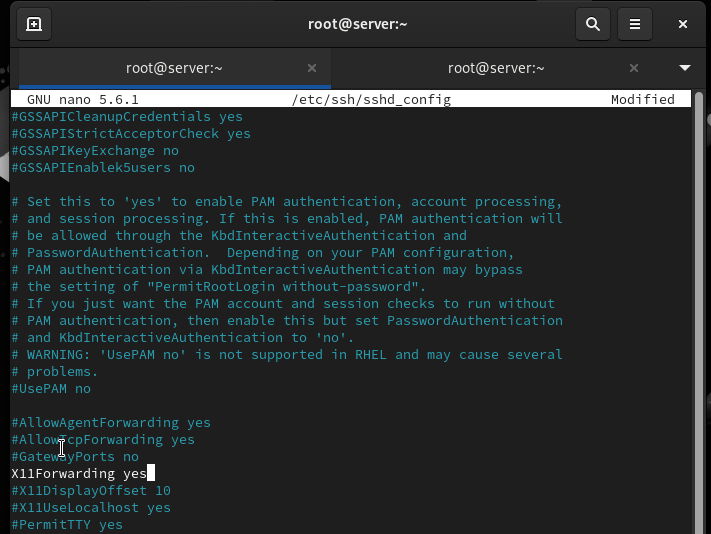 root@server:~
root@server:~
root@server:~
GNU nano 5.6.1 /etc/ssh/sshd_config Modified
#GSSAPICleanupCredentials yes
#GSSAPIStrictAcceptorCheck yes
#GSSAPIKeyExchange no
#GSSAPIEnablek5users no
# Set this to 'yes' to enable PAM authentication, account processing,
# and session processing. If this is enabled, PAM authentication will
# be allowed through the KbdInteractiveAuthentication and
# PasswordAuthentication.  Depending on your PAM configuration,
# PAM authentication via KbdInteractiveAuthentication may bypass
# the setting of "PermitRootLogin without-password".
# If you just want the PAM account and session checks to run without
# PAM authentication, then enable this but set PasswordAuthentication
# and KbdInteractiveAuthentication to 'no'.
# WARNING: 'UsePAM no' is not supported in RHEL and may cause several
# problems.
#UsePAM no
#AllowAgentForwarding yes
#AllowTcpForwarding yes
#GatewayPorts no
X11Forwarding yes
#X11DisplayOffset 10
#X11UseLocalhost yes
#PermitTTY yes